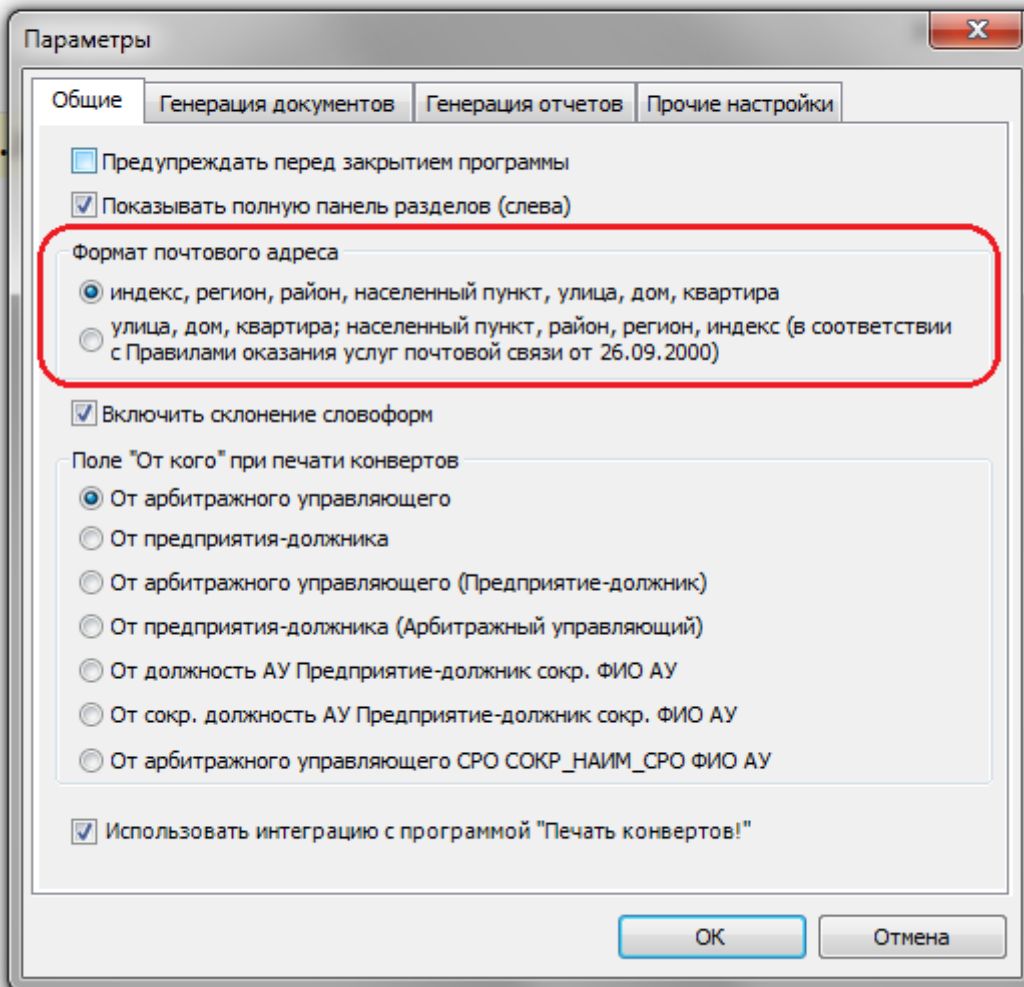 Параметры
Общие
Генерация документов
Генерация отчетов
Прочие настройки
Предупреждать перед закрытием программы
Показывать полную панель разделов (слева)
Формат почтового адреса
индекс, регион, район, населенный пункт, улица, дом, квартира
улица, дом, квартира; населенный пункт, район, регион, индекс (в соответствии
с Правилами оказания услуг почтовой связи от 26.09.2000)
Включить склонение словоформ
Поле "От кого" при печати конвертов
От арбитражного управляющего
От предприятия-должника
От арбитражного управляющего (Предприятие-должник)
От предприятия-должника (Арбитражный управляющий)
От должность АУ Предприятие-должник сокр. ФИО АУ
От сокр. должность АУ Предприятие-должник сокр. ФИО АУ
От арбитражного управляющего СРО СОКР_НАИМ_СРО ФИО АУ
Использовать интеграцию с программой "Печать конвертов!"
ОК
Отмена